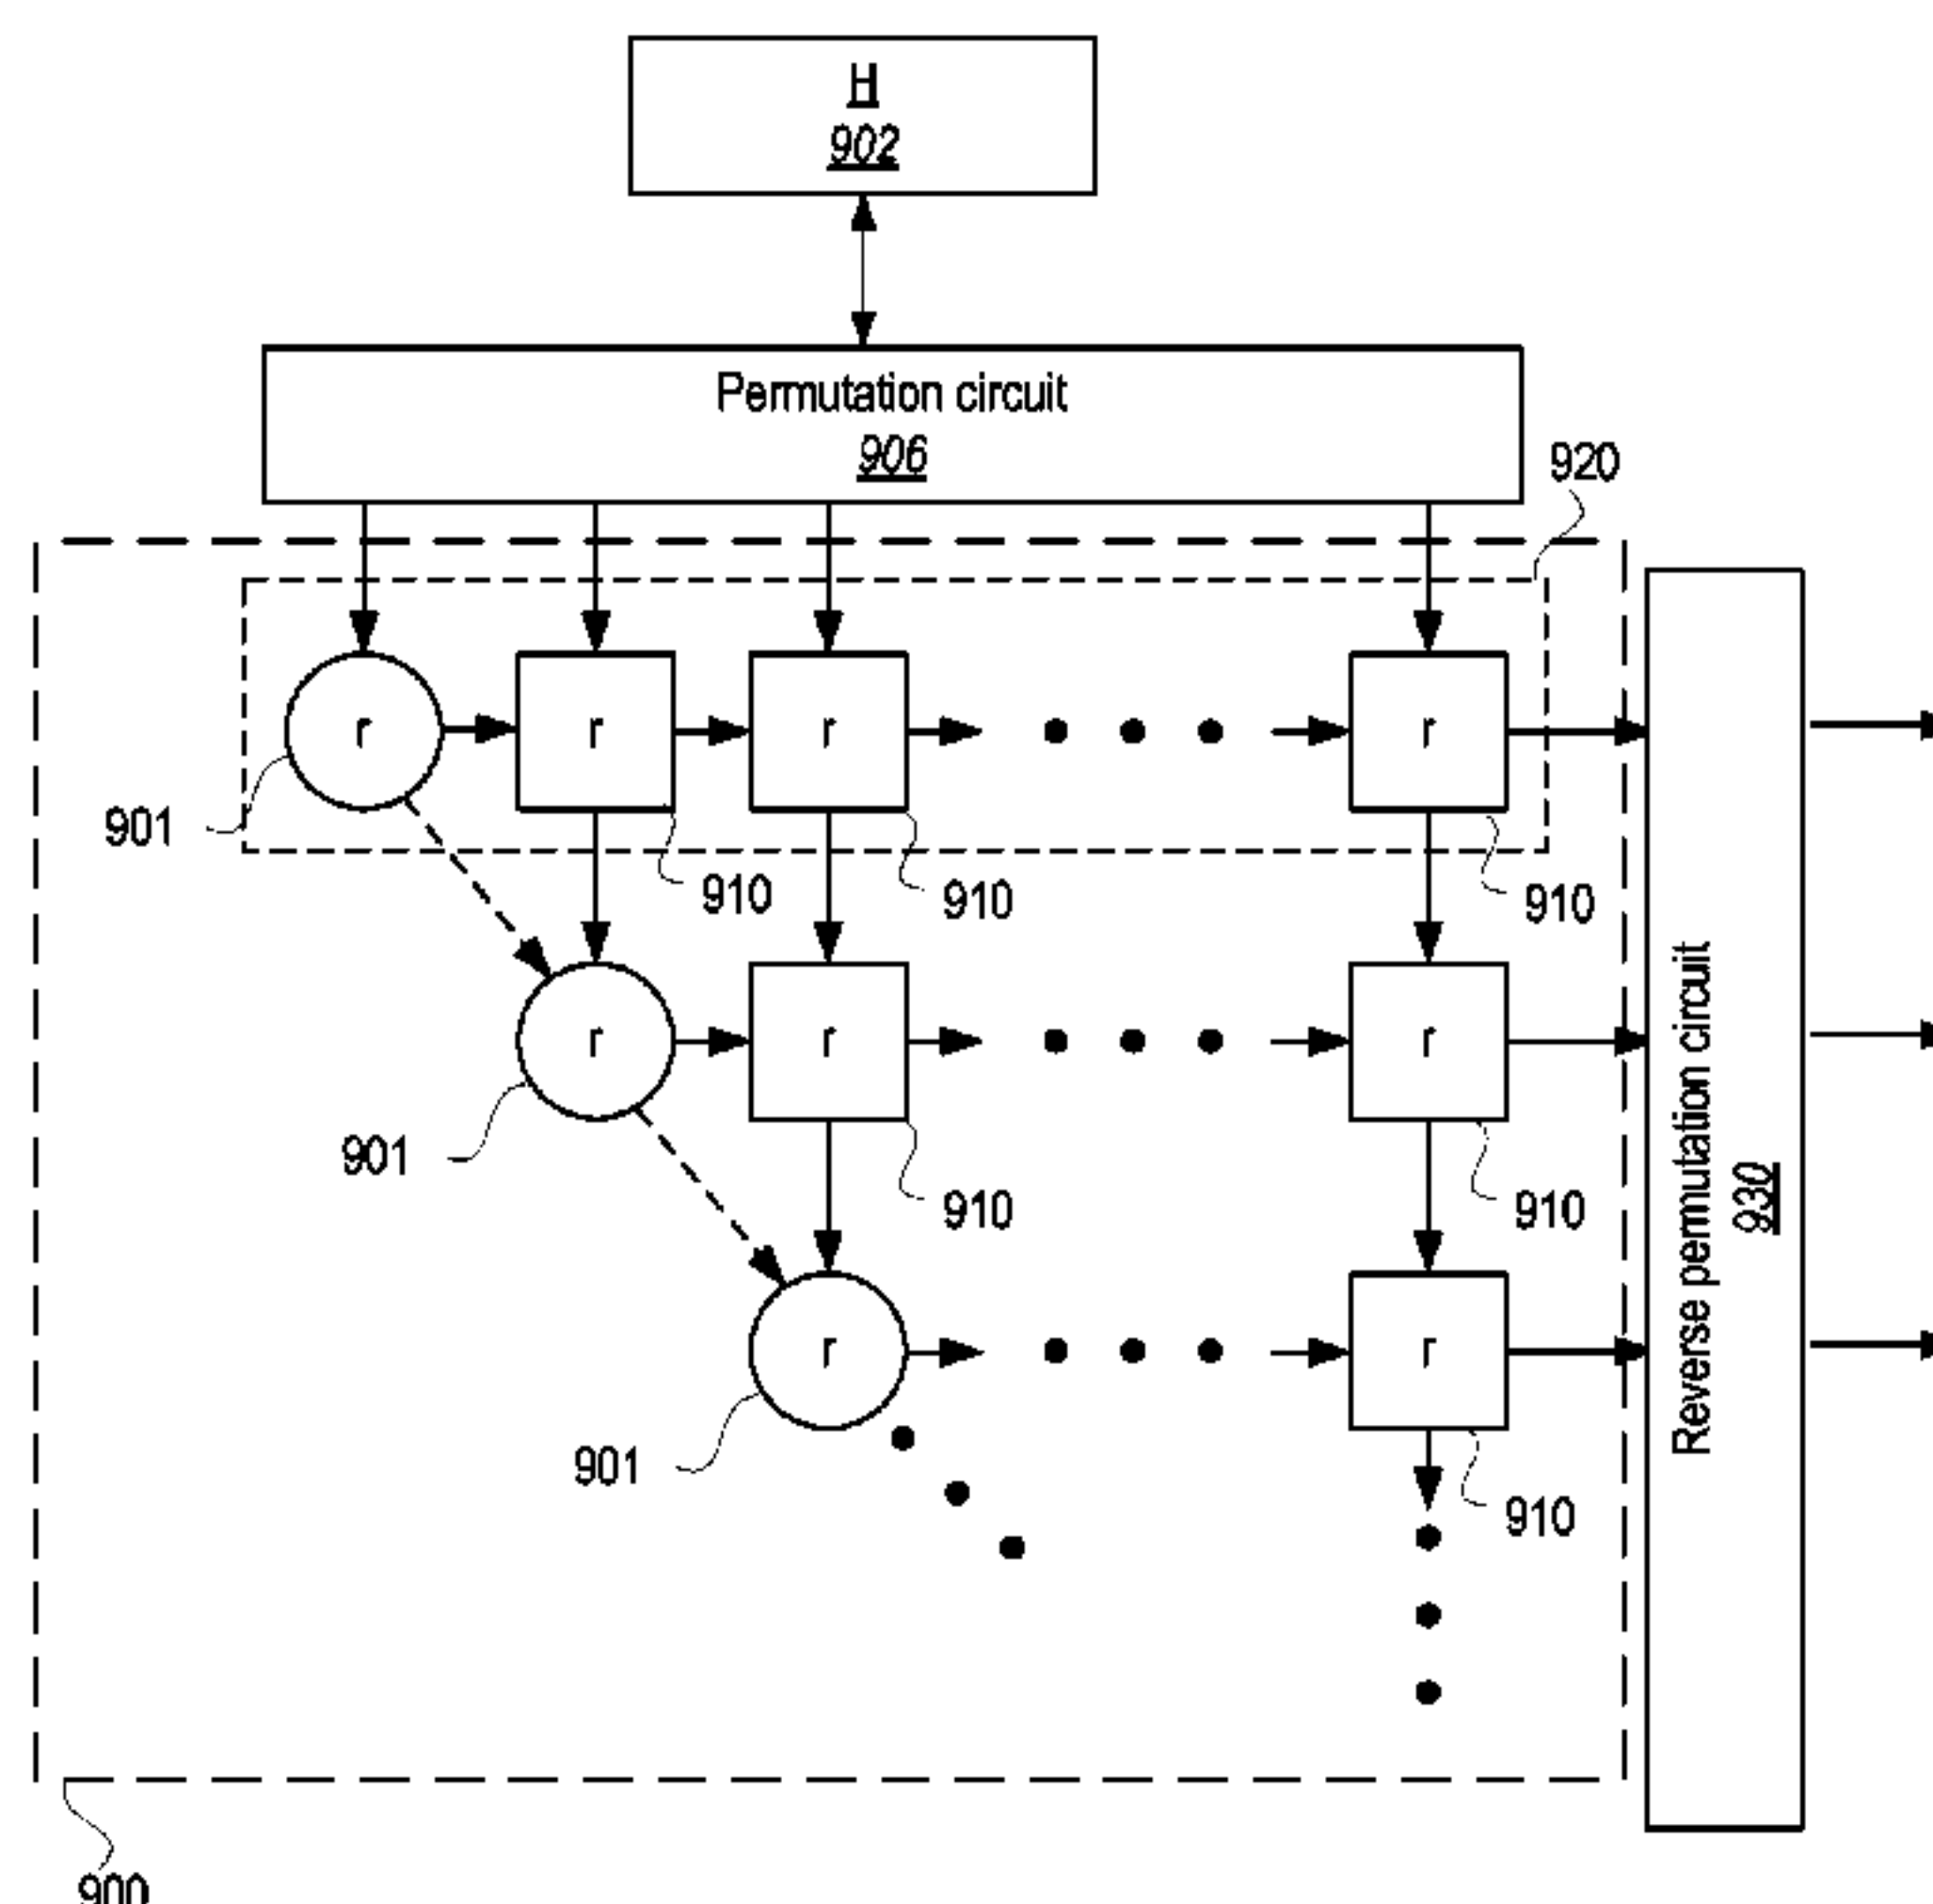 H
902
Permutation circuit
906
920
r r r r
901
910 910 910
r r r
901
910 910
r r
901
910
Reverse permutation circuit
930
900